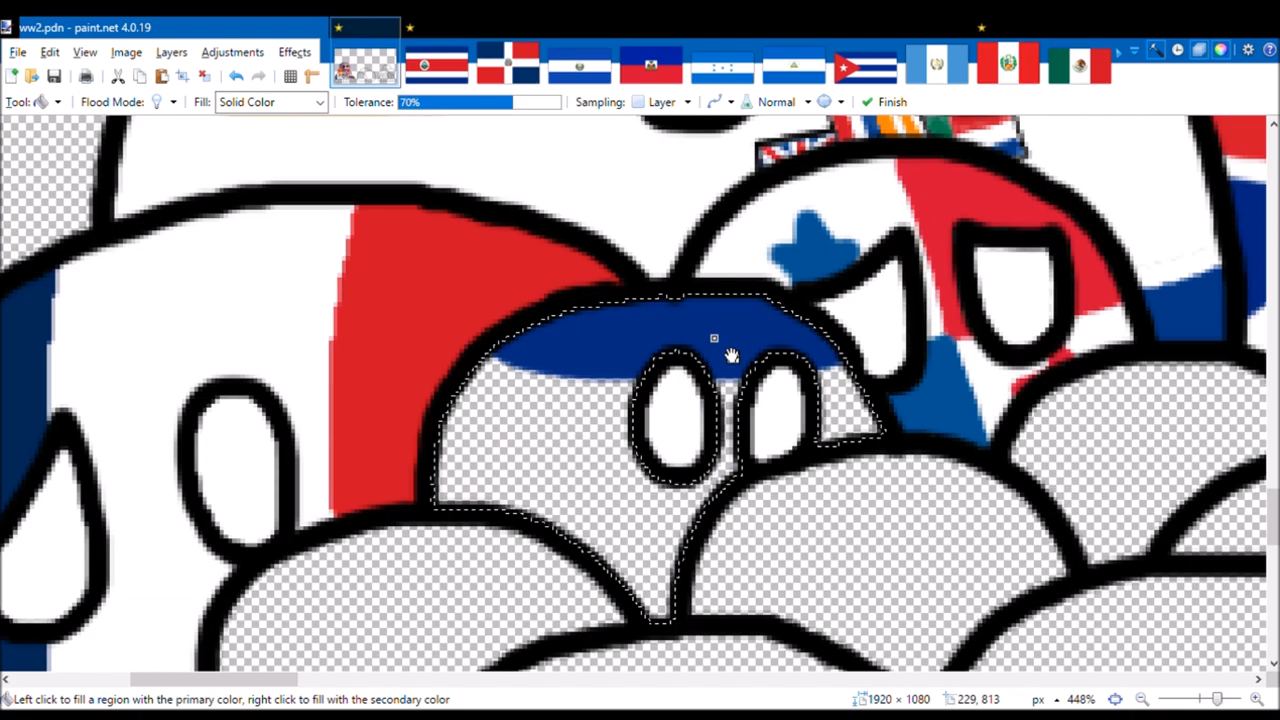 ww2.pdn - paint.net 4.0.19
File Edit View Image Layers Adjustments Effects
Tool: Flood Mode: Fill: Solid Color Tolerance: 70% Sampling: Layer Normal Finish
Left click to fill a region with the primary color, right click to fill with the secondary color 1920 × 1080 229, 813 px 448%